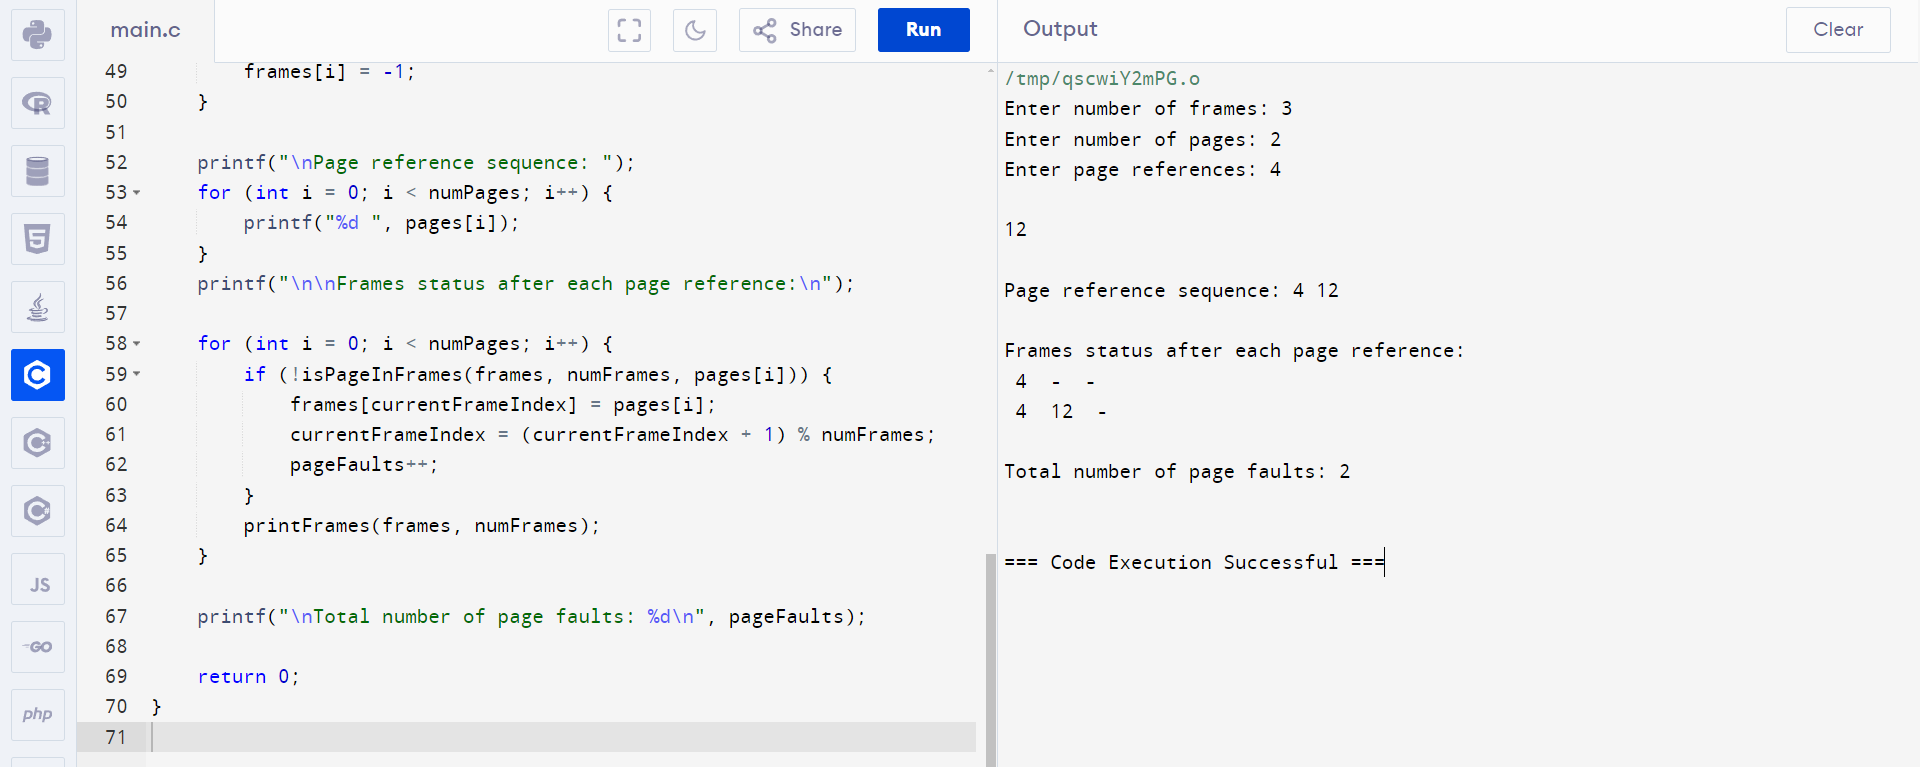 main.c
Share
Run
Output
Clear
49 frames[i] = -1;
50 }
51
52 printf("\nPage reference sequence: ");
53 for (int i = 0; i < numPages; i++) {
54 printf("%d ", pages[i]);
55 }
56 printf("\n\nFrames status after each page reference:\n");
57
58 for (int i = 0; i < numPages; i++) {
59 if (!isPageInFrames(frames, numFrames, pages[i])) {
60 frames[currentFrameIndex] = pages[i];
61 currentFrameIndex = (currentFrameIndex + 1) % numFrames;
62 pageFaults++;
63 }
64 printFrames(frames, numFrames);
65 }
66
67 printf("\nTotal number of page faults: %d\n", pageFaults);
68
69 return 0;
70 }
71
/tmp/qscwiY2mPG.o
Enter number of frames: 3
Enter number of pages: 2
Enter page references: 4
12
Page reference sequence: 4 12
Frames status after each page reference:
4 - -
4 12 -
Total number of page faults: 2
=== Code Execution Successful ===
R
5
C
C++
C#
JS
GO
php